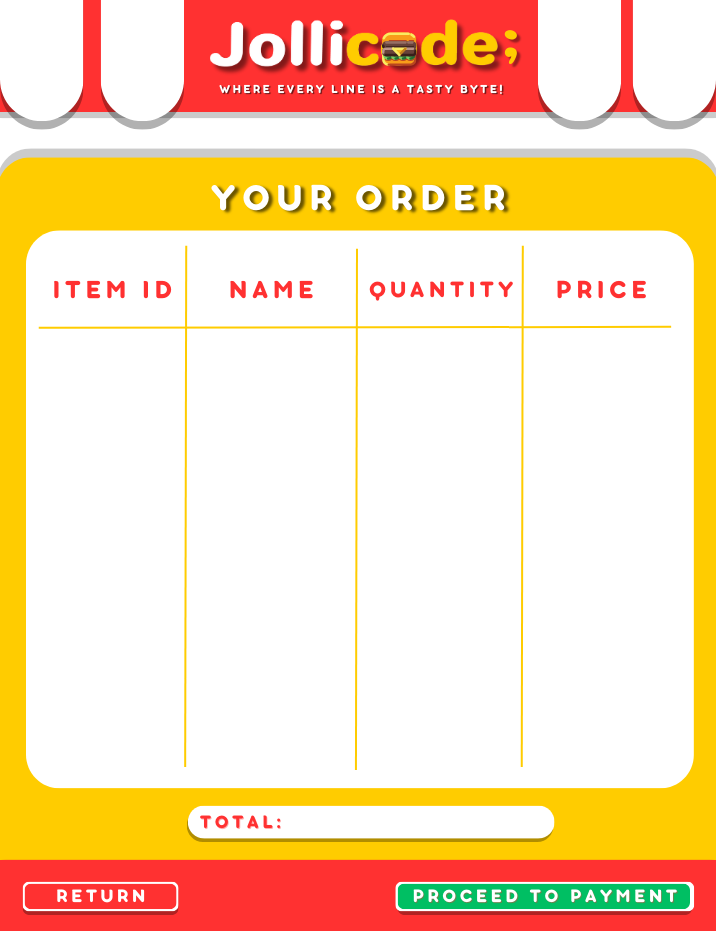 Jollicode;
WHERE EVERY LINE IS A TASTY BYTE!
YOUR ORDER
ITEM ID NAME QUANTITY PRICE
TOTAL:
RETURN PROCEED TO PAYMENT